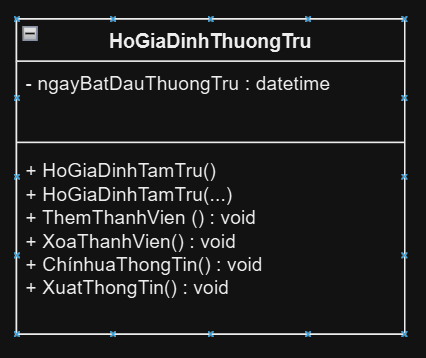 HoGiaDinhThuongTru
- ngayBatDauThuongTru : datetime
+ HoGiaDinhTamTru()
+ HoGiaDinhTamTru(...)
+ ThemThanhVien () : void
+ XoaThanhVien() : void
+ ChínhuaThongTin() : void
+ XuatThongTin() : void